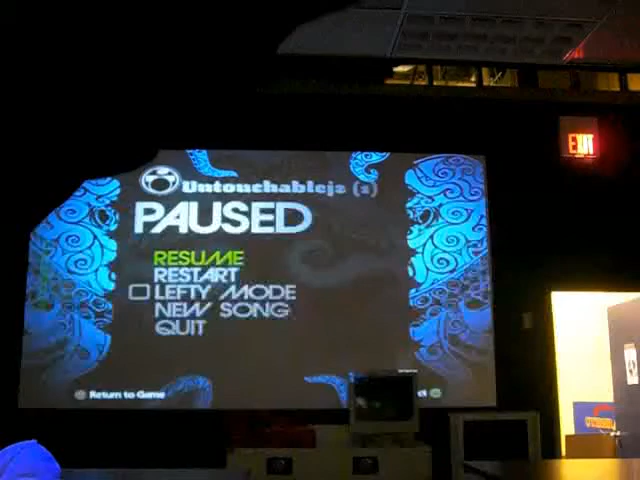 EXIT
Untouchablejs (s)
PAUSED
RESUME
RESTART
LEFTY MODE
NEW SONG
QUIT
Return to Game